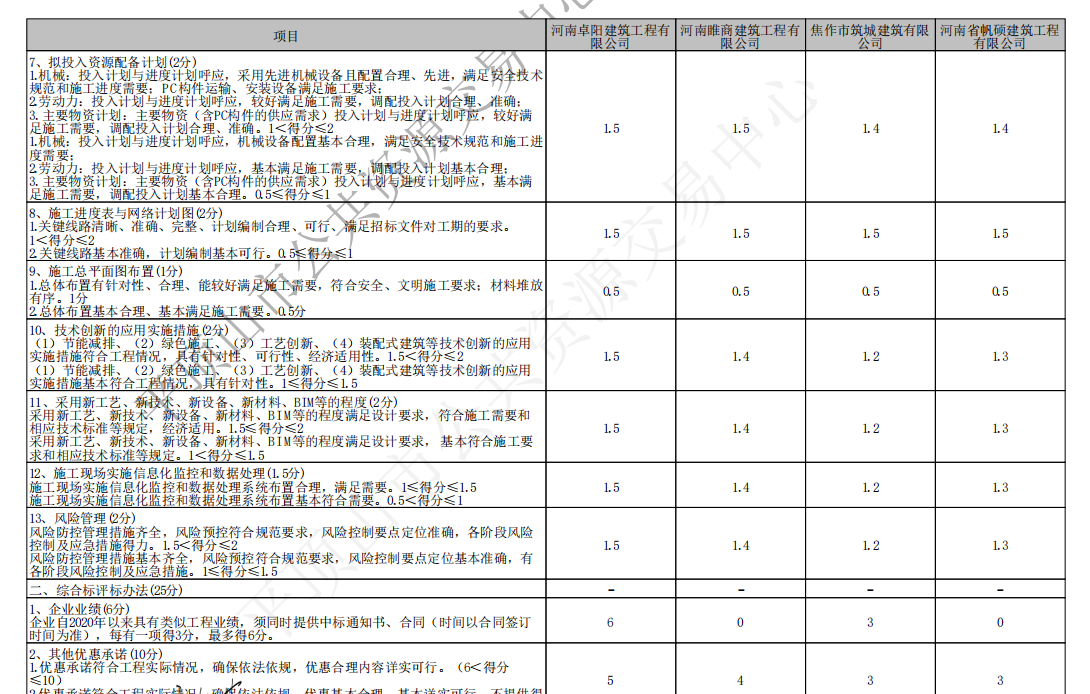 项目
河南卓阳建筑工程有
限公司
河南睢商建筑工程有
限公司
焦作市筑城建筑有限
公司
河南省帆硕建筑工程
有限公司
7、拟投入资源配备计划(2分)
1.机械：投入计划与进度计划呼应，采用先进机械设备且配置合理、先进，满足安全技术
规范和施工进度需要；PC构件运输、安装设备满足施工要求；
2.劳动力：投入计划与进度计划呼应，较好满足施工需要，调配投入计划合理、准确；
3.主要物资计划：主要物资（含PC构件的供应需求）投入计划与进度计划呼应，较好满
足施工需要，调配投入计划合理、准确。1＜得分≤2
1.机械：投入计划与进度计划呼应，机械设备配置基本合理，满足安全技术规范和施工进
度需要；
2.劳动力：投入计划与进度计划呼应，基本满足施工需要，调配投入计划基本合理；
3.主要物资计划：主要物资（含PC构件的供应需求）投入计划与进度计划呼应，基本满
足施工需要，调配投入计划基本合理。0.5≤得分≤1
1.5
1.5
1.4
1.4
8、施工进度表与网络计划图(2分)
1.关键线路清晰、准确、完整、计划编制合理、可行、满足招标文件对工期的要求。
1＜得分≤2
2.关键线路基本准确，计划编制基本可行。0.5≤得分≤1
1.5
1.5
1.5
1.5
9、施工总平面图布置(1分)
1.总体布置有针对性、合理、能较好满足施工需要，符合安全、文明施工要求；材料堆放
有序。1分
2.总体布置基本合理、基本满足施工需要。0.5分
0.5
0.5
0.5
0.5
10、技术创新的应用实施措施(2分)
（1）节能减排、（2）绿色施工、（3）工艺创新、（4）装配式建筑等技术创新的应用
实施措施符合工程情况，具有针对性、可行性、经济适用性。1.5＜得分≤2
（1）节能减排、（2）绿色施工、（3）工艺创新、（4）装配式建筑等技术创新的应用
实施措施基本符合工程情况，具有针对性。1≤得分≤1.5
1.5
1.4
1.2
1.3
11、采用新工艺、新技术、新设备、新材料、BIM等的程度(2分)
采用新工艺、新技术、新设备、新材料、BIM等的程度满足设计要求，符合施工需要和
相应技术标准等规定，经济适用。1.5≤得分≤2
采用新工艺、新技术、新设备、新材料、BIM等的程度满足设计要求， 基本符合施工要
求和相应技术标准等规定。1＜得分≤1.5
1.5
1.4
1.2
1.3
12、施工现场实施信息化监控和数据处理(1.5分)
施工现场实施信息化监控和数据处理系统布置合理，满足需要。1≤得分≤1.5
施工现场实施信息化监控和数据处理系统布置基本符合需要。0.5＜得分≤1
1.5
1.4
1.2
1.3
13、风险管理(2分)
风险防控管理措施齐全，风险预控符合规范要求，风险控制要点定位准确，各阶段风险
控制及应急措施得力。1.5＜得分≤2
风险防控管理措施基本齐全，风险预控符合规范要求，风险控制要点定位基本准确，有
各阶段风险控制及应急措施。1≤得分≤1.5
1.5
1.4
1.2
1.3
二、综合标评标办法(25分)
-
-
-
-
1、企业业绩(6分)
企业自2020年以来具有类似工程业绩，须同时提供中标通知书、合同（时间以合同签订
时间为准），每有一项得3分，最多得6分。
6
0
3
0
2、其他优惠承诺(10分)
1.优惠承诺符合工程实际情况，确保依法依规，优惠合理内容详实可行。（6＜得分
≤10）
5
4
3
3
平顶山市公共资源交易中心
平顶山市公共资源交易中心